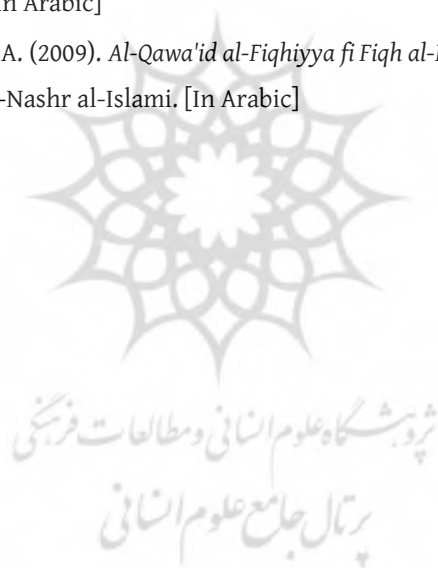 n Arabic]
A. (2009). Al-Qawa'id al-Fiqhiyya fi Fiqh al-I
-Nashr al-Islami. [In Arabic]
پژوهشگاه علوم انسانی و مطالعات فرهنگی
پرتال جامع علوم انسانی